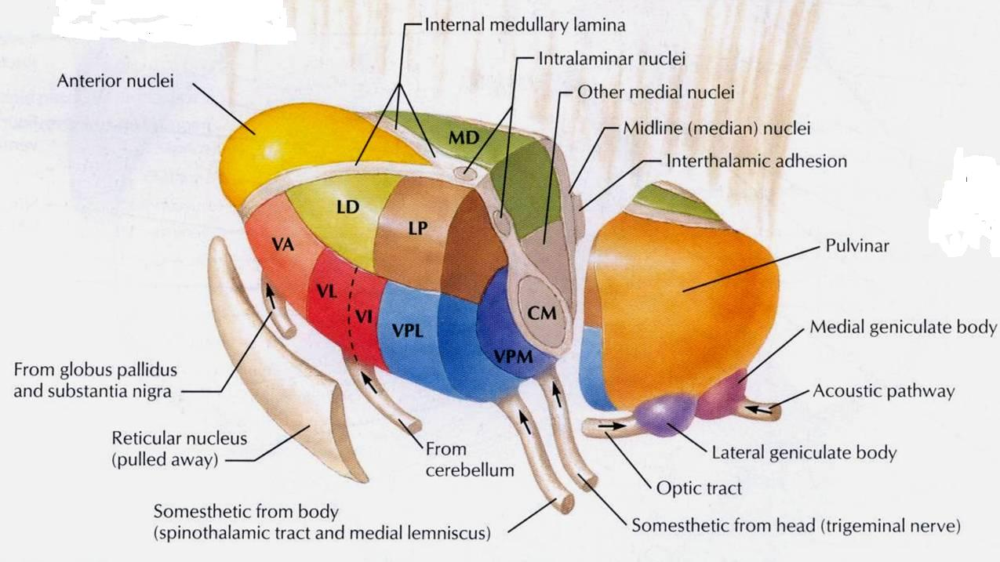 Internal medullary lamina
Intralaminar nuclei
Anterior nuclei
Other medial nuclei
Midline (median) nuclei
MD
Interthalamic adhesion
LD
LP
VA
Pulvinar
VL
VI
CM
VPL
VPM
Medial geniculate body
From globus pallidus
and substantia nigra
Acoustic pathway
Reticular nucleus
(pulled away)
From
cerebellum
Lateral geniculate body
Optic tract
Somesthetic from body
(spinothalamic tract and medial lemniscus)
Somesthetic from head (trigeminal nerve)